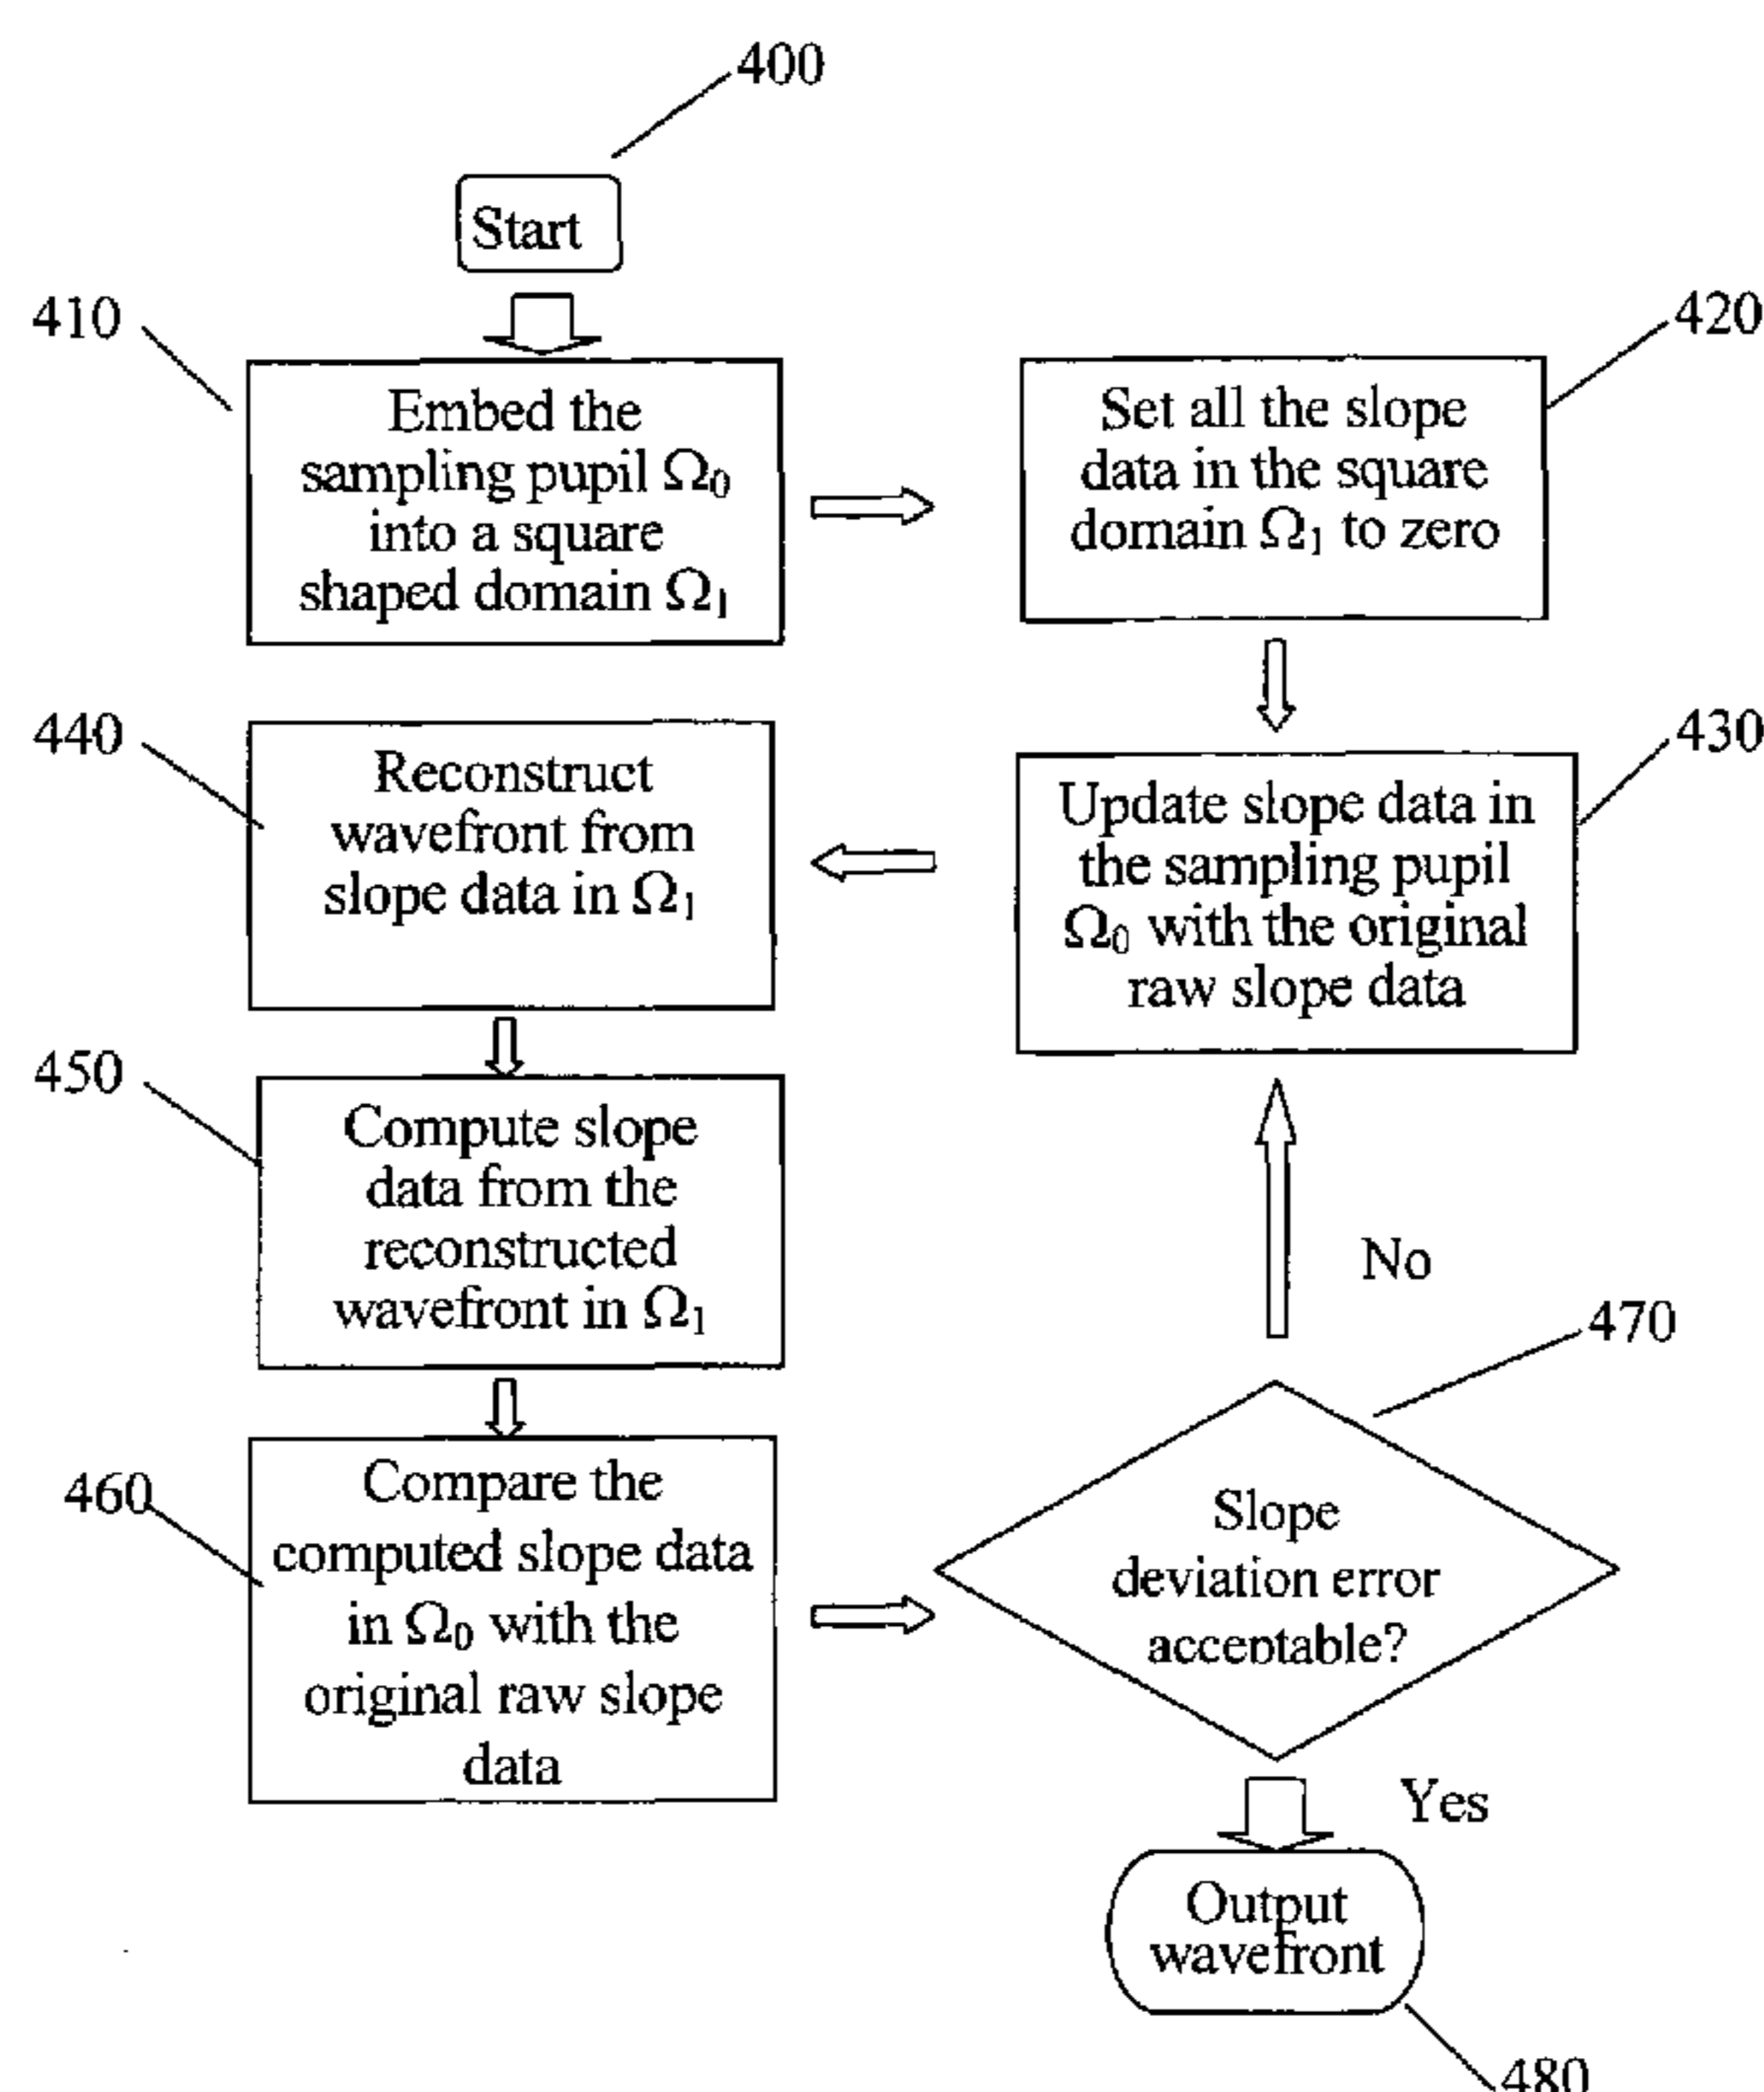 400
Start
410
Embed the
sampling pupil Ω₀
into a square
shaped domain Ω₁
420
Set all the slope
data in the square
domain Ω₁ to zero
430
Update slope data in
the sampling pupil
Ω₀ with the original
raw slope data
440
Reconstruct
wavefront from
slope data in Ω₁
450
Compute slope
data from the
reconstructed
wavefront in Ω₁
460
Compare the
computed slope data
in Ω₀ with the
original raw slope
data
470
Slope
deviation error
acceptable?
No
Yes
Output
wavefront
480